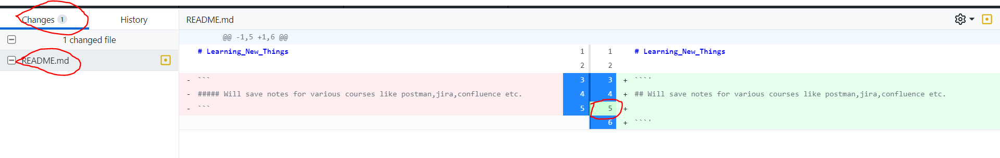 Changes 1 History README.md
1 changed file @@ -1,5 +1,6 @@
# Learning_New_Things 1 1 # Learning_New_Things
2 2
README.md
- ``` 3 3 + ```'
- ##### Will save notes for various courses like postman,jira,confluence etc. 4 4 + ## Will save notes for various courses like postman,jira,confluence etc.
- ``` 5 5 +
6 + ```'